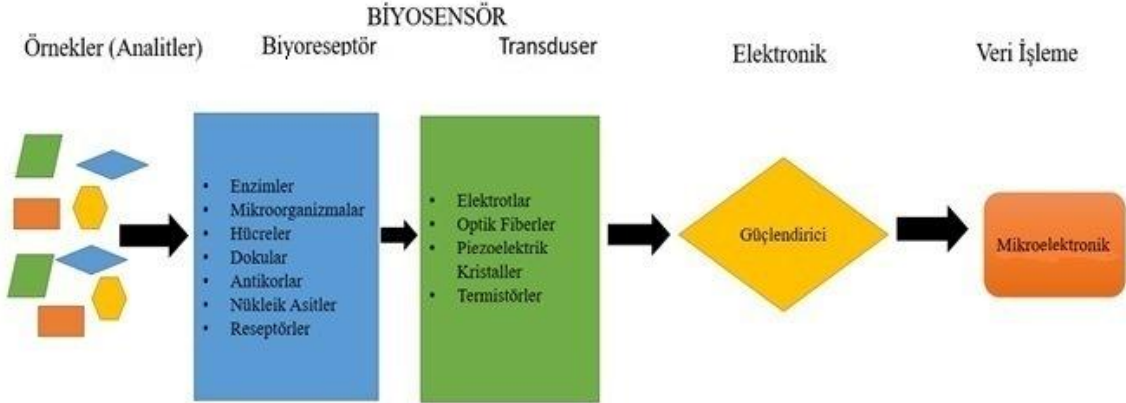 BİYOSENSÖR
Örnekler (Analitler)
Biyoreseptör
Transduser
Elektronik
Veri İşleme
• Enzimler
• Mikroorganizmalar
• Hücreler
• Dokular
• Antikorlar
• Nükleik Asitler
• Reseptörler
• Elektrotlar
• Optik Fiberler
• Piezoelektrik
Kristaller
• Termistörler
Güçlendirici
Mikroelektronik